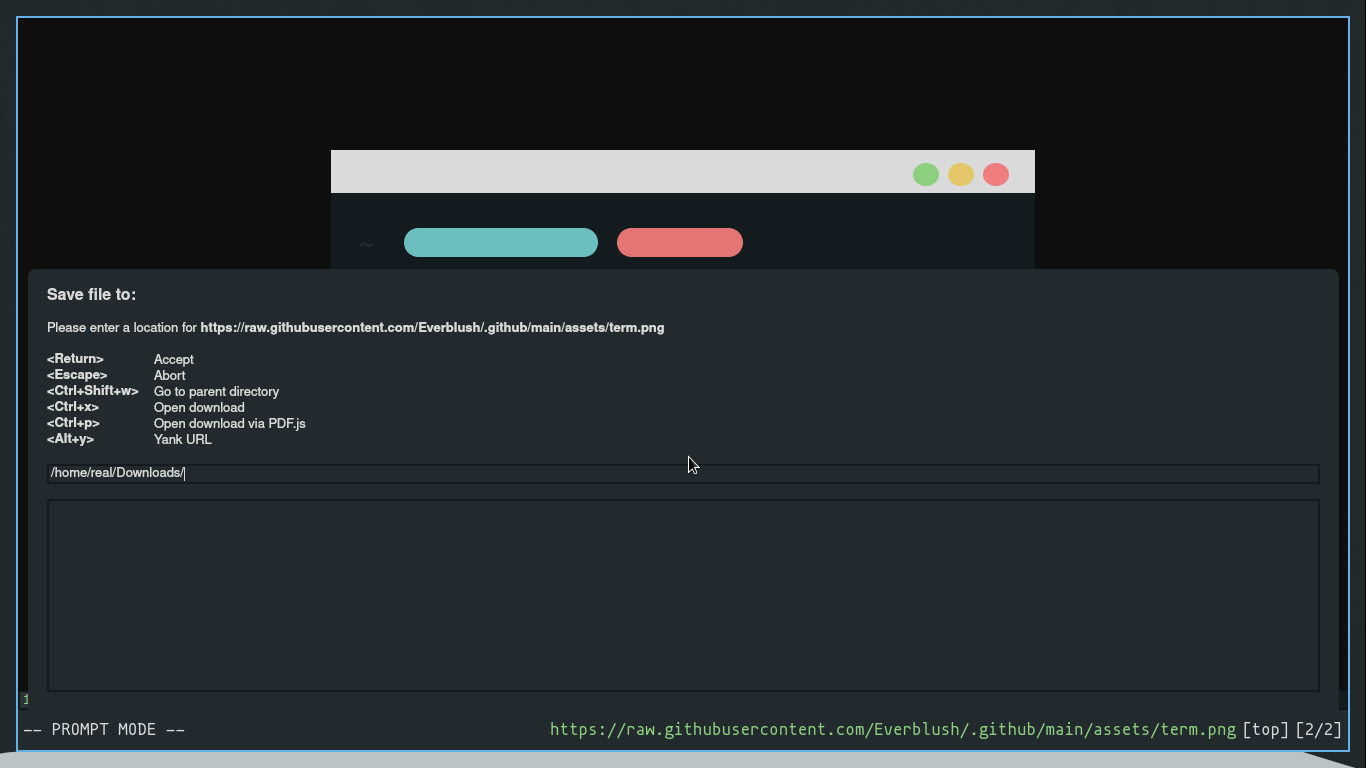 ~
Save file to:
Please enter a location for https://raw.githubusercontent.com/Everblush/.github/main/assets/term.png
<Return> Accept
<Escape> Abort
<Ctrl+Shift+w> Go to parent directory
<Ctrl+x> Open download
<Ctrl+p> Open download via PDF.js
<Alt+y> Yank URL
/home/real/Downloads/
1
-- PROMPT MODE -- https://raw.githubusercontent.com/Everblush/.github/main/assets/term.png [top] [2/2]